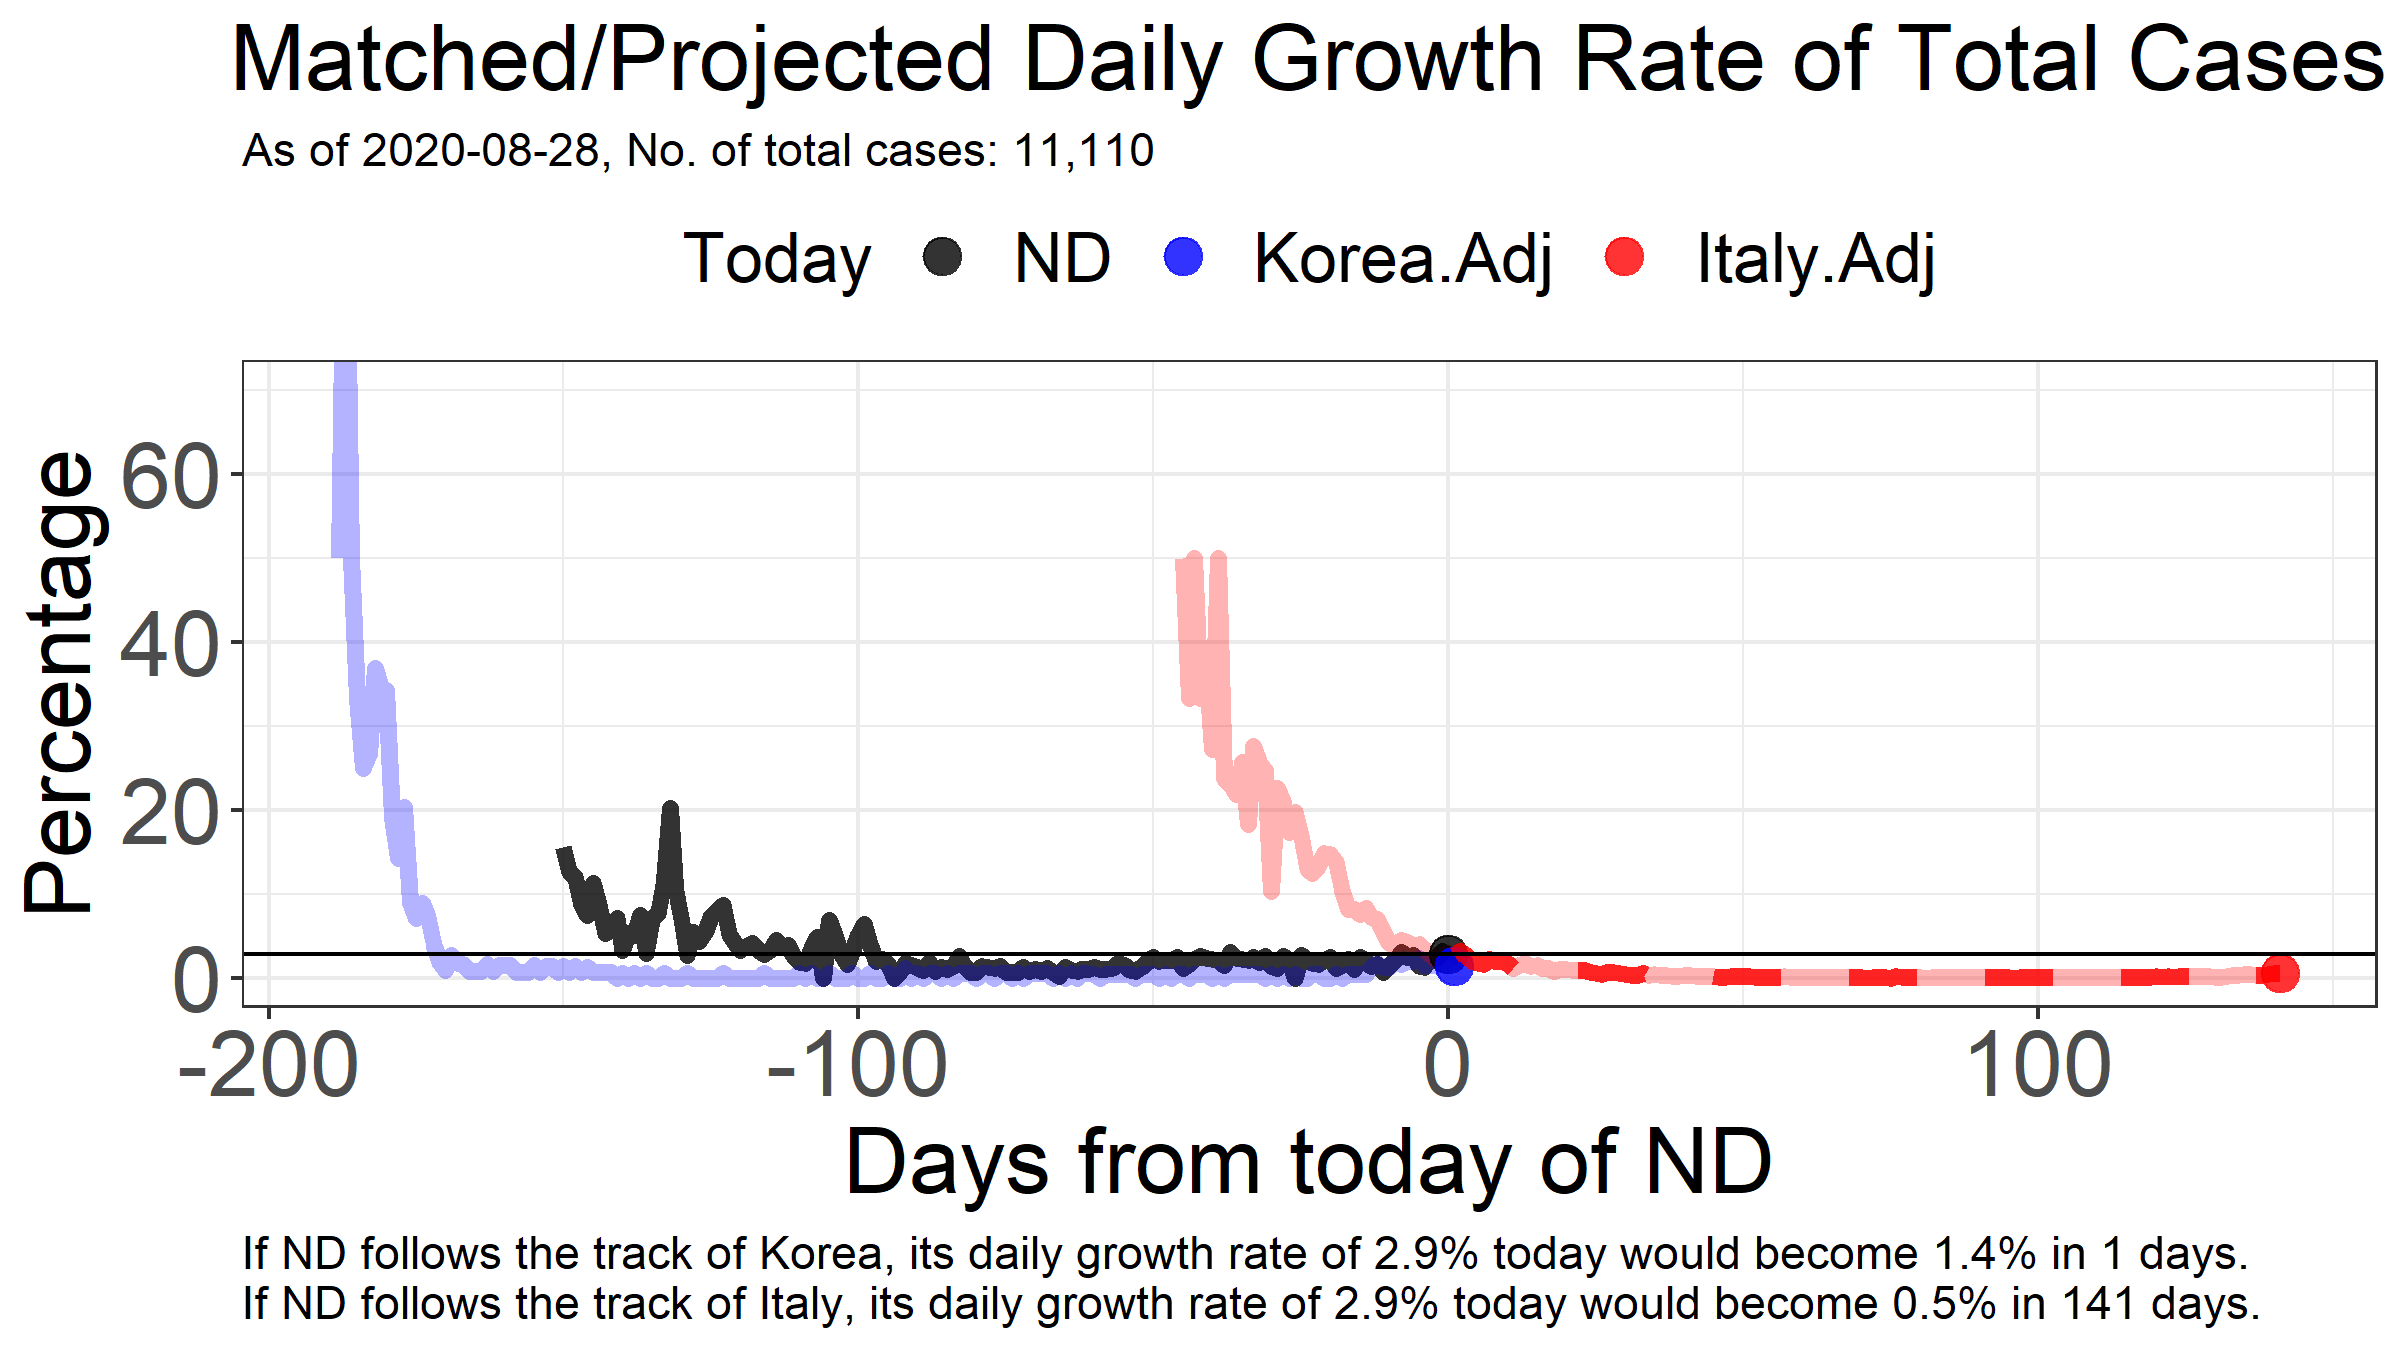 Matched/Projected Daily Growth Rate of Total Cases
As of 2020-08-28, No. of total cases: 11,110
Today ND Korea.Adj Italy.Adj
Percentage
60
40
20
0
-200 -100 0 100
Days from today of ND
If ND follows the track of Korea, its daily growth rate of 2.9% today would become 1.4% in 1 days.
If ND follows the track of Italy, its daily growth rate of 2.9% today would become 0.5% in 141 days.